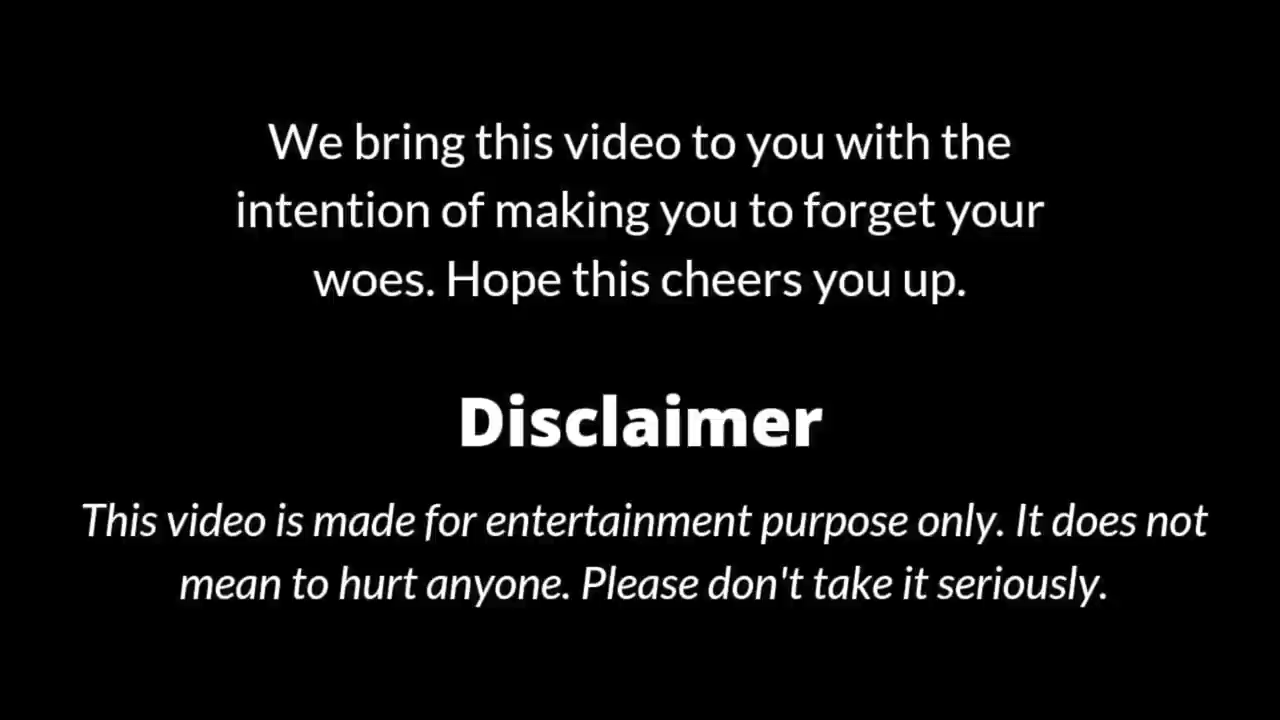 We bring this video to you with the
intention of making you to forget your
woes. Hope this cheers you up.
Disclaimer
This video is made for entertainment purpose only. It does not
mean to hurt anyone. Please don't take it seriously.